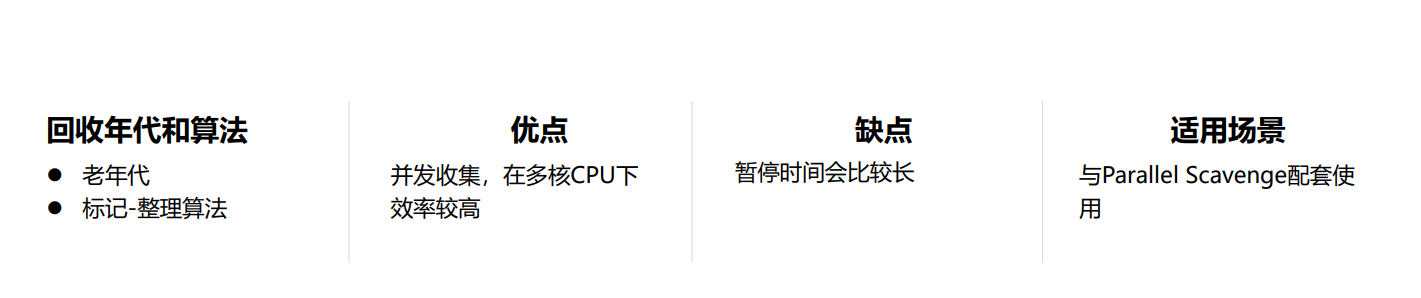 回收年代和算法
● 老年代
● 标记-整理算法
优点
并发收集，在多核CPU下
效率较高
缺点
暂停时间会比较长
适用场景
与Parallel Scavenge配套使
用